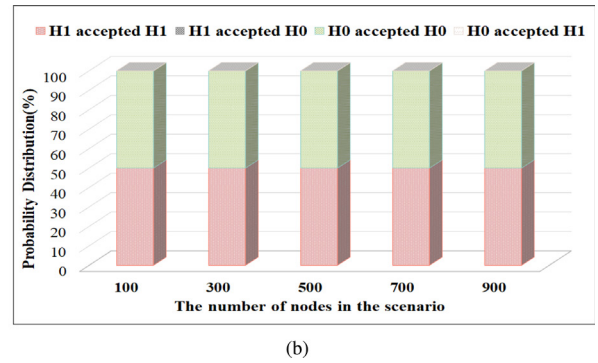 H1 accepted H1 H1 accepted H0 H0 accepted H0 H0 accepted H1
100
90
80
70
60
50
40
30
20
10
0
Probability Distribution(%)
100 300 500 700 900
The number of nodes in the scenario
(b)